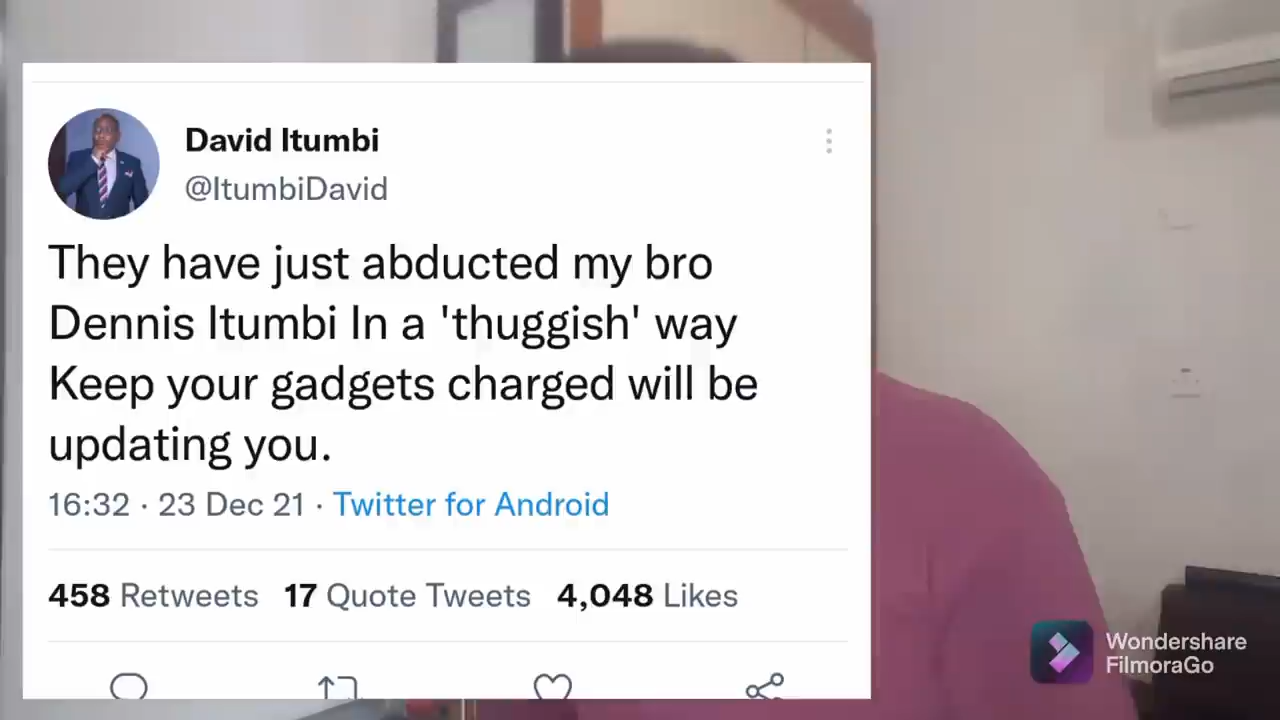 David Itumbi
@ItumbiDavid
They have just abducted my bro
Dennis Itumbi In a 'thuggish' way
Keep your gadgets charged will be
updating you.
16:32 · 23 Dec 21 · Twitter for Android
458 Retweets 17 Quote Tweets 4,048 Likes
Wondershare
FilmoraGo